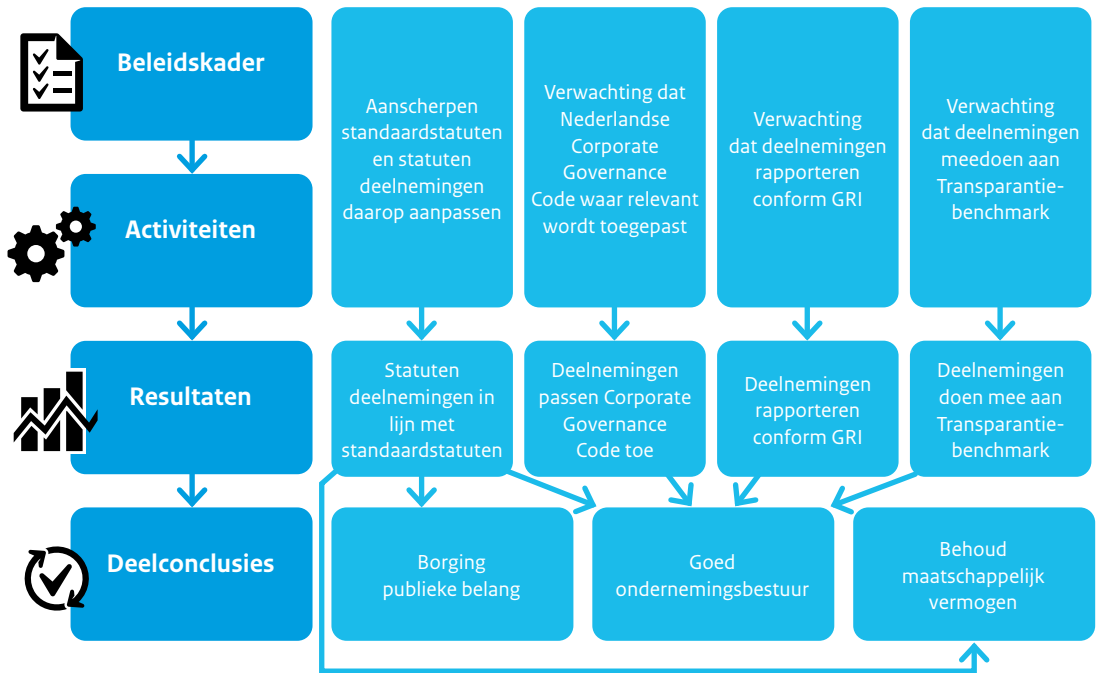 Beleidskader
Activiteiten
Resultaten
Deelconclusies
Aanscherpen
standaardstatuten
en statuten
deelnemingen
daarop aanpassen
Verwachting dat
Nederlandse
Corporate
Governance
Code waar relevant
wordt toegepast
Verwachting
dat deelnemingen
rapporteren
conform GRI
Verwachting
dat deelnemingen
meedoen aan
Transparantie-
benchmark
Statuten
deelnemingen in
lijn met
standaardstatuten
Deelnemingen
passen Corporate
Governance
Code toe
Deelnemingen
rapporteren
conform GRI
Deelnemingen
doen mee aan
Transparantie-
benchmark
Borging
publieke belang
Goed
ondernemingsbestuur
Behoud
maatschappelijk
vermogen